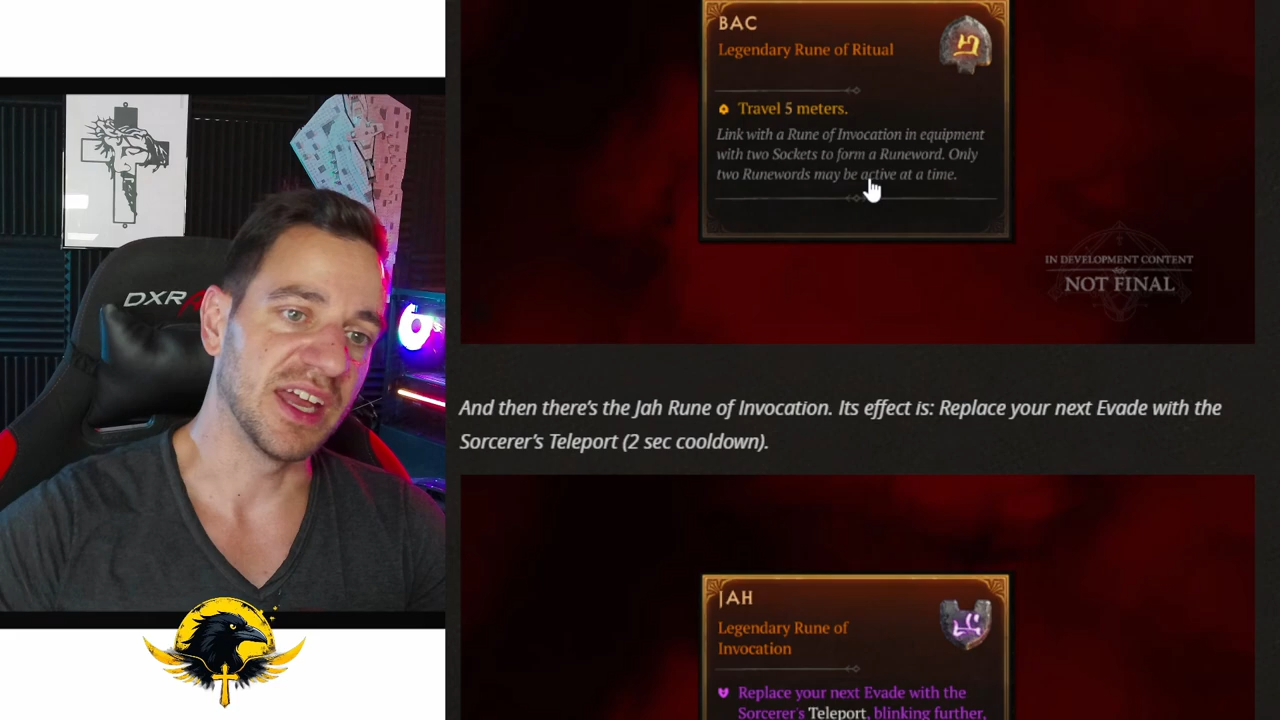 BAC
Legendary Rune of Ritual
Travel 5 meters.
Link with a Rune of Invocation in equipment
with two Sockets to form a Runeword. Only
two Runewords may be active at a time.
IN DEVELOPMENT CONTENT
NOT FINAL
DXR
And then there's the Jah Rune of Invocation. Its effect is: Replace your next Evade with the
Sorcerer's Teleport (2 sec cooldown).
JAH
Legendary Rune of
Invocation
Replace your next Evade with the
Sorcerer's Teleport, blinking further,